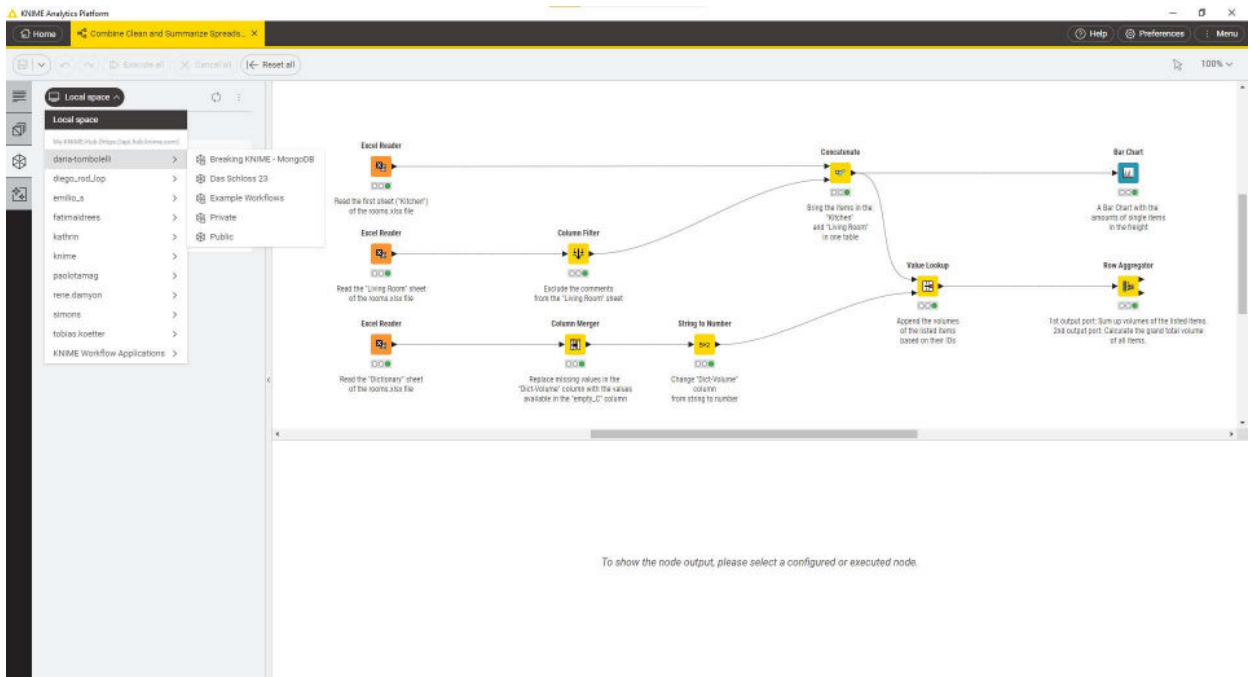 KNIME Analytics Platform
Home
Combine Clean and Summarize Spreads...
Help
Preferences
Menu
Execute all
Cancel all
Reset all
100%
Local space
Local space
My KNIME Hub (https://api.hub.knime.com)
daria-tombolelli
diego_rod_lop
emilio_s
fatimaidrees
kathrin
knime
paolotamag
rene.damyon
simons
tobias.koetter
KNIME Workflow Applications
Breaking KNIME - MongoDB
Das Schloss 23
Example Workflows
Private
Public
Excel Reader
Read the first sheet ("Kitchen")
of the rooms.xlsx file
Excel Reader
Read the "Living Room" sheet
of the rooms.xlsx file
Column Filter
Exclude the comments
from the "Living Room" sheet
Excel Reader
Read the "Dictionary" sheet
of the rooms.xlsx file
Column Merger
Replace missing values in the
"Dict-Volume" column with the values
available in the "empty_C" column
String to Number
Change "Dict-Volume"
column
from string to number
Concatenate
Bring the items in the
"Kitchen"
and "Living Room"
in one table
Value Lookup
Append the volumes
of the listed items
based on their IDs
Bar Chart
A Bar Chart with the
amounts of single items
in the freight
Row Aggregator
1st output port: Sum up volumes of the listed items.
2nd output port: Calculate the grand total volume
of all items.
To show the node output, please select a configured or executed node.